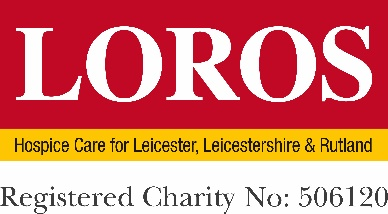 LOROS
Hospice Care for Leicester, Leicestershire & Rutland
Registered Charity No: 506120